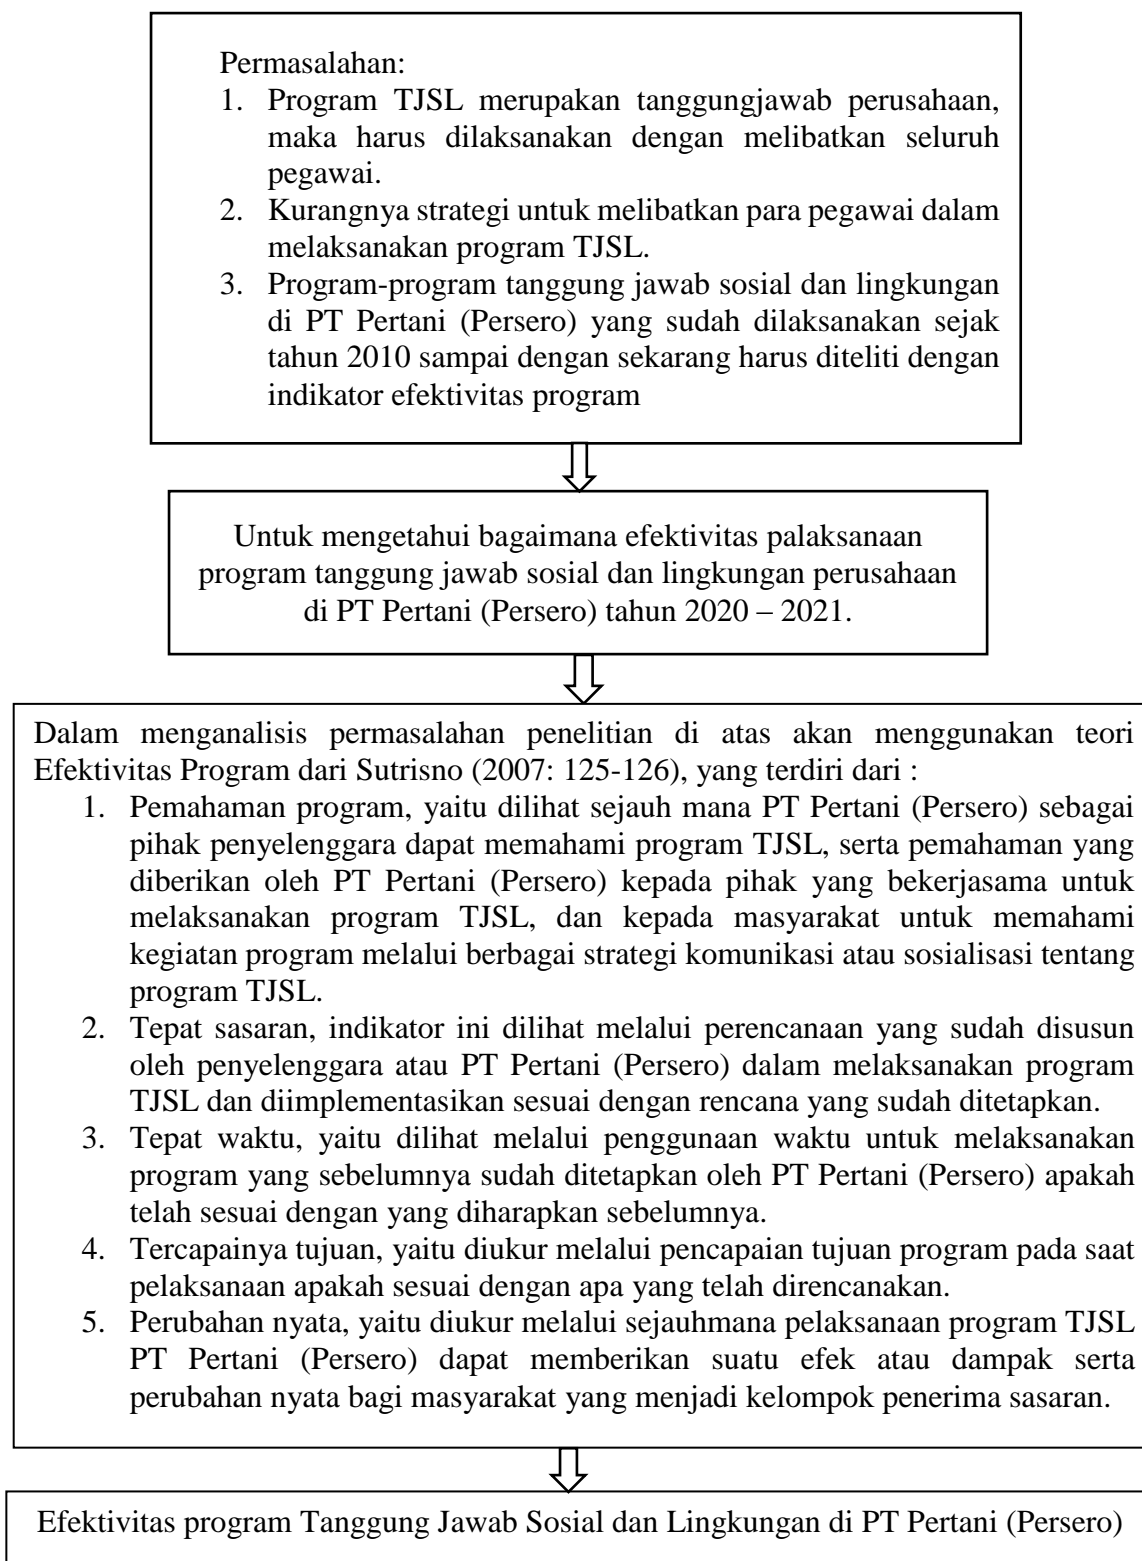 Permasalahan:
1. Program TJSL merupakan tanggungjawab perusahaan,
maka harus dilaksanakan dengan melibatkan seluruh
pegawai.
2. Kurangnya strategi untuk melibatkan para pegawai dalam
melaksanakan program TJSL.
3. Program-program tanggung jawab sosial dan lingkungan
di PT Pertani (Persero) yang sudah dilaksanakan sejak
tahun 2010 sampai dengan sekarang harus diteliti dengan
indikator efektivitas program
Untuk mengetahui bagaimana efektivitas palaksanaan
program tanggung jawab sosial dan lingkungan perusahaan
di PT Pertani (Persero) tahun 2020 – 2021.
Dalam menganalisis permasalahan penelitian di atas akan menggunakan teori
Efektivitas Program dari Sutrisno (2007: 125-126), yang terdiri dari :
1. Pemahaman program, yaitu dilihat sejauh mana PT Pertani (Persero) sebagai
pihak penyelenggara dapat memahami program TJSL, serta pemahaman yang
diberikan oleh PT Pertani (Persero) kepada pihak yang bekerjasama untuk
melaksanakan program TJSL, dan kepada masyarakat untuk memahami
kegiatan program melalui berbagai strategi komunikasi atau sosialisasi tentang
program TJSL.
2. Tepat sasaran, indikator ini dilihat melalui perencanaan yang sudah disusun
oleh penyelenggara atau PT Pertani (Persero) dalam melaksanakan program
TJSL dan diimplementasikan sesuai dengan rencana yang sudah ditetapkan.
3. Tepat waktu, yaitu dilihat melalui penggunaan waktu untuk melaksanakan
program yang sebelumnya sudah ditetapkan oleh PT Pertani (Persero) apakah
telah sesuai dengan yang diharapkan sebelumnya.
4. Tercapainya tujuan, yaitu diukur melalui pencapaian tujuan program pada saat
pelaksanaan apakah sesuai dengan apa yang telah direncanakan.
5. Perubahan nyata, yaitu diukur melalui sejauhmana pelaksanaan program TJSL
PT Pertani (Persero) dapat memberikan suatu efek atau dampak serta
perubahan nyata bagi masyarakat yang menjadi kelompok penerima sasaran.
Efektivitas program Tanggung Jawab Sosial dan Lingkungan di PT Pertani (Persero)